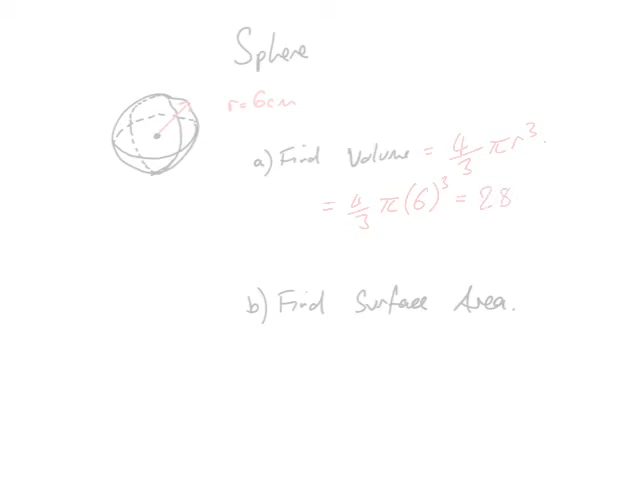 Sphere
r=6cm
a) Find Volume = 4/3 πr³.
= 4/3 π(6)³ = 28
b) Find Surface Area.